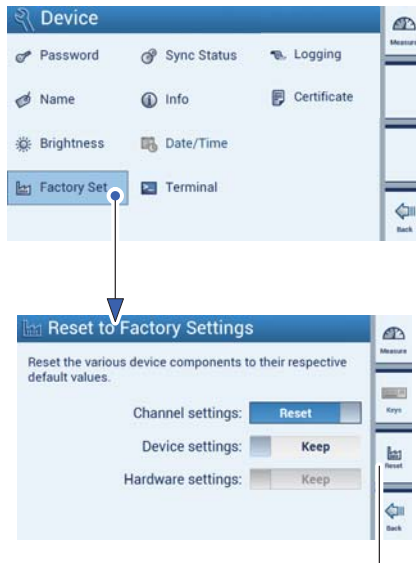 Device
Password
Sync Status
Logging
Name
Info
Certificate
Brightness
Date/Time
Factory Set
Terminal
Measure
Back
Reset to Factory Settings
Reset the various device components to their respective
default values.
Channel settings: Reset
Device settings: Keep
Hardware settings: Keep
Measure
Keys
Reset
Back